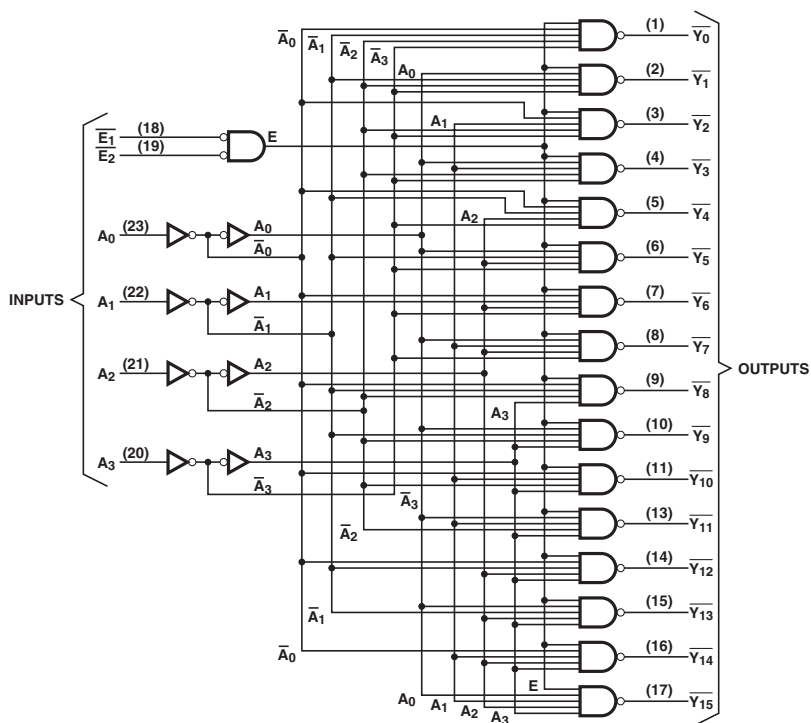 (1) Y̅0
A̅0 A̅1 A̅2 A̅3
A0 (2) Y̅1
A1 (3) Y̅2
E̅1 (18) E
E̅2 (19)
(4) Y̅3
A2 (5) Y̅4
A0 (23) A0
A̅0
(6) Y̅5
INPUTS A1 (22) A1 (7) Y̅6
A̅1
(8) Y̅7
A2 (21) A2 OUTPUTS
A̅2
(9) Y̅8
A3
(10) Y̅9
A3 (20) A3
A̅3
(11) Y̅10
A̅3
A̅2 (13) Y̅11
(14) Y̅12
A̅1 (15) Y̅13
A̅0 (16) Y̅14
E (17) Y̅15
A0 A1 A2 A3